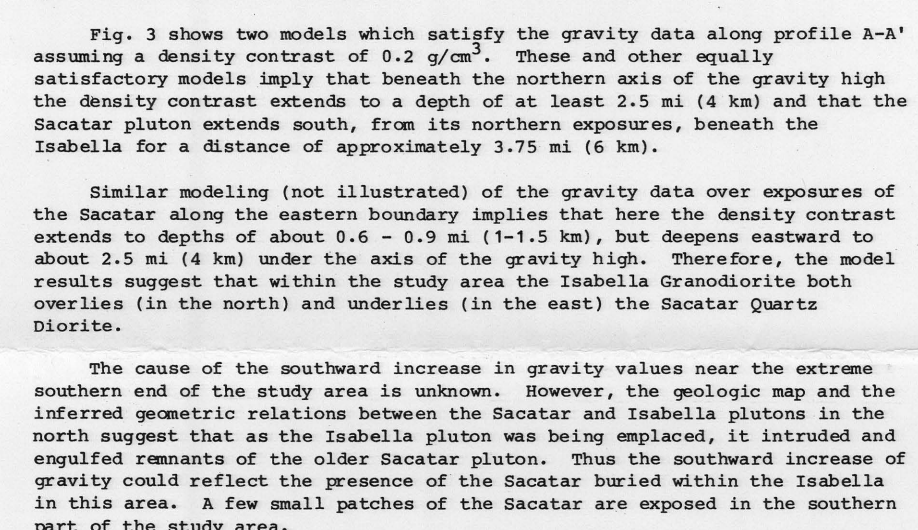 Fig. 3 shows two models which satisfy the gravity data along profile A-A'
assuming a density contrast of 0.2 g/cm³. These and other equally
satisfactory models imply that beneath the northern axis of the gravity high
the density contrast extends to a depth of at least 2.5 mi (4 km) and that the
Sacatar pluton extends south, from its northern exposures, beneath the
Isabella for a distance of approximately 3.75 mi (6 km).

Similar modeling (not illustrated) of the gravity data over exposures of
the Sacatar along the eastern boundary implies that here the density contrast
extends to depths of about 0.6 - 0.9 mi (1-1.5 km), but deepens eastward to
about 2.5 mi (4 km) under the axis of the gravity high. Therefore, the model
results suggest that within the study area the Isabella Granodiorite both
overlies (in the north) and underlies (in the east) the Sacatar Quartz
Diorite.

The cause of the southward increase in gravity values near the extreme
southern end of the study area is unknown. However, the geologic map and the
inferred geometric relations between the Sacatar and Isabella plutons in the
north suggest that as the Isabella pluton was being emplaced, it intruded and
engulfed remnants of the older Sacatar pluton. Thus the southward increase of
gravity could reflect the presence of the Sacatar buried within the Isabella
in this area. A few small patches of the Sacatar are exposed in the southern
part of the study area.